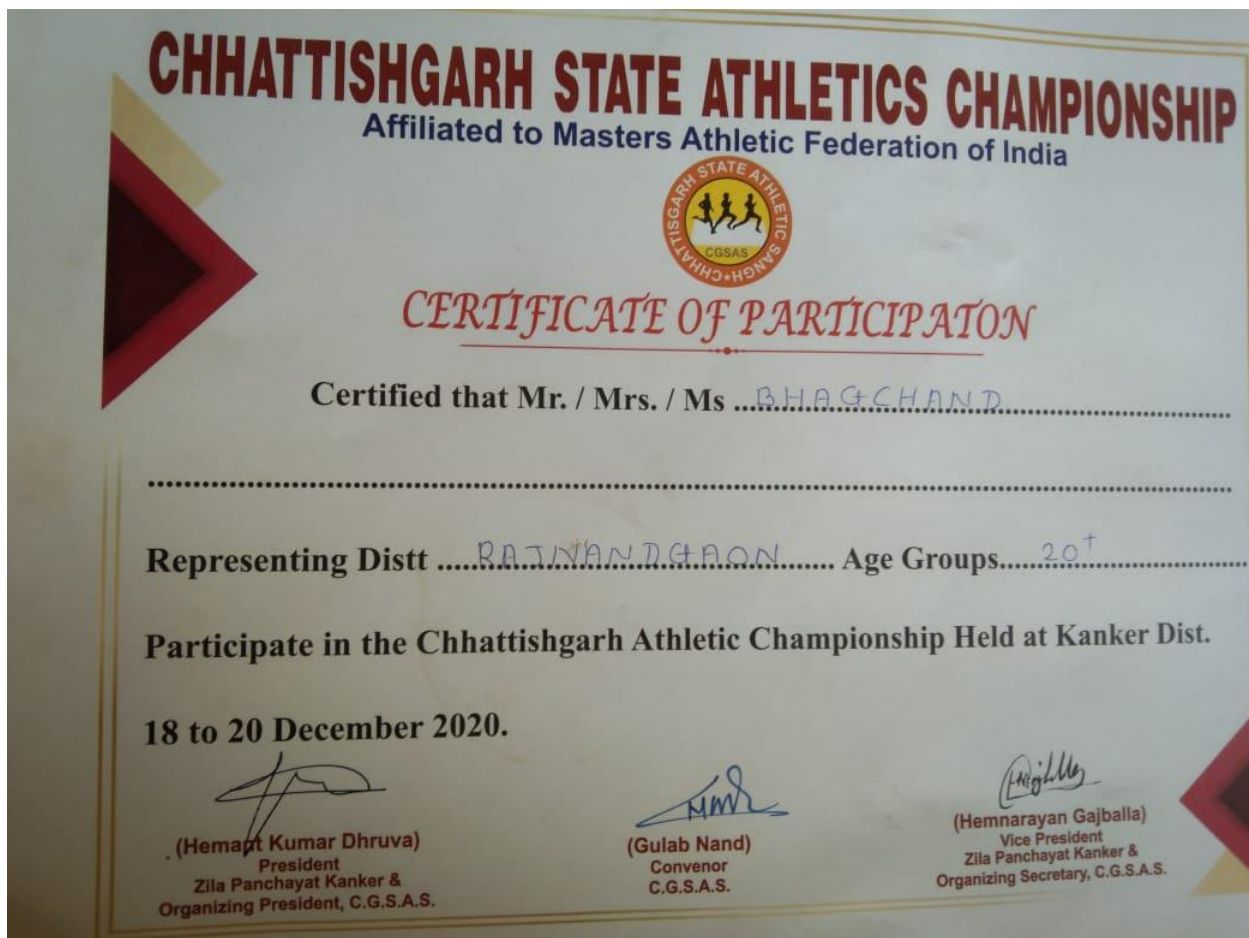 CHHATTISHGARH STATE ATHLETICS CHAMPIONSHIP
Affiliated to Masters Athletic Federation of India
CHHATTISGARH STATE ATHLETIC SANGH
CGSAS
CERTIFICATE OF PARTICIPATON
Certified that Mr. / Mrs. / Ms ..BHAGCHAND..............................
................................................................................
Representing Distt .....RAJNANDGAON....... Age Groups......20+....................
Participate in the Chhattishgarh Athletic Championship Held at Kanker Dist.
18 to 20 December 2020.
(Hemant Kumar Dhruva)
President
Zila Panchayat Kanker &
Organizing President, C.G.S.A.S.
(Gulab Nand)
Convenor
C.G.S.A.S.
(Hemnarayan Gajballa)
Vice President
Zila Panchayat Kanker &
Organizing Secretary, C.G.S.A.S.